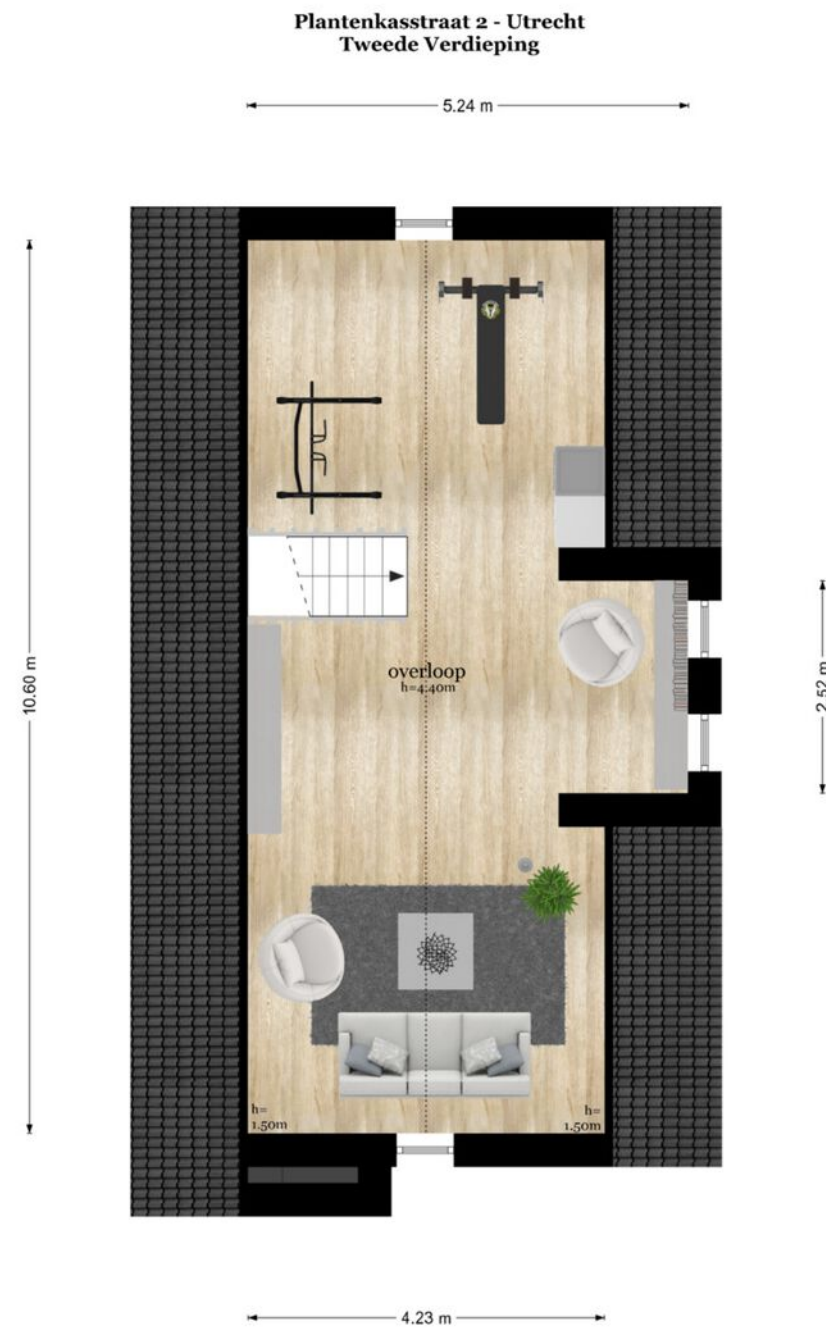 Plantenkasstraat 2 - Utrecht
Tweede Verdieping
5.24 m
10.60 m
overloop
h=4.40m
2.52 m
h=
1.50m
h=
1.50m
4.23 m